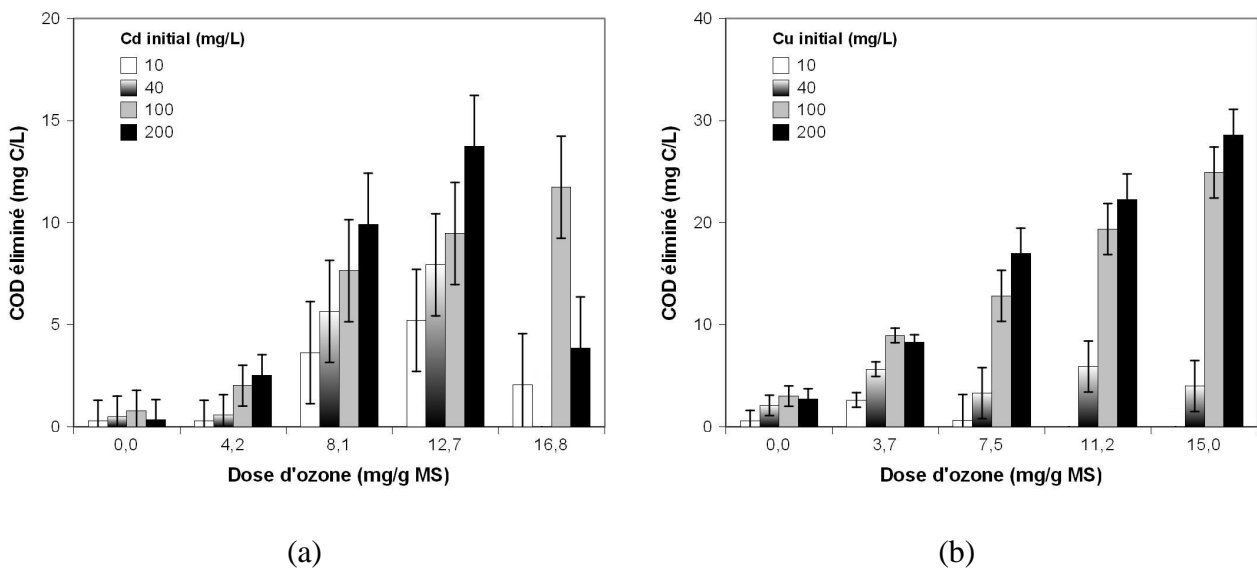 Cd initial (mg/L)
10
40
100
200
COD éliminé (mg C/L)
20
15
10
5
0
0,0 4,2 8,1 12,7 16,8
Dose d'ozone (mg/g MS)
(a)
Cu initial (mg/L)
10
40
100
200
COD éliminé (mg C/L)
40
30
20
10
0
0,0 3,7 7,5 11,2 15,0
Dose d'ozone (mg/g MS)
(b)